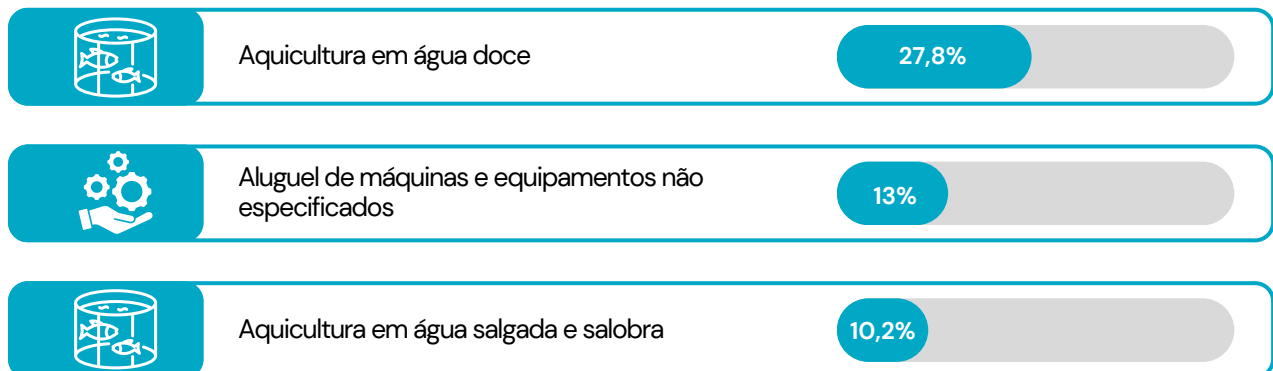 Aquicultura em água doce
27,8%
Aluguel de máquinas e equipamentos não
especificados
13%
Aquicultura em água salgada e salobra
10,2%